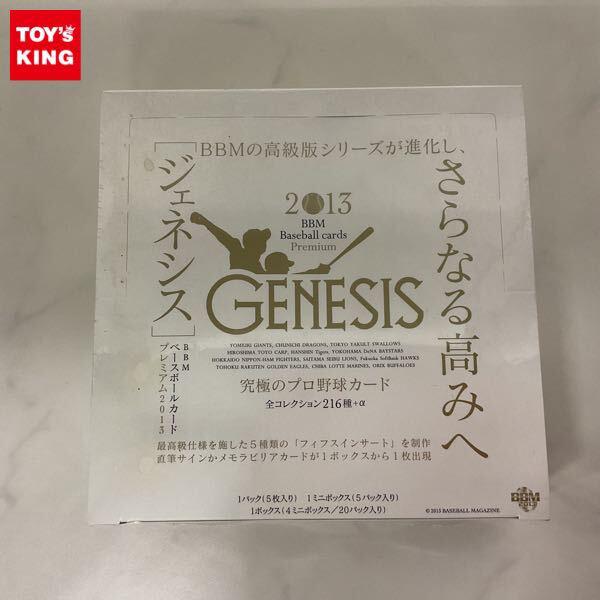 TOY's
KING
BBMの高級版シリーズが進化し、
さらなる高みへ
[ジェネシス]
BBM
ベースボールカード
プレミアム2013
2013
BBM
Baseball cards
Premium
GENESIS
YOMIURI GIANTS, CHUNICHI DRAGONS, TOKYO YAKULT SWALLOWS
HIROSHIMA TOYO CARP, HANSHIN Tigers, YOKOHAMA DeNA BAYSTARS
HOKKAIDO NIPPON-HAM FIGHTERS, SAITAMA SEIBU LIONS, Fukuoka SoftBank HAWKS
TOHOKU RAKUTEN GOLDEN EAGLES, CHIBA LOTTE MARINES, ORIX BUFFALOES
究極のプロ野球カード
全コレクション216種+α
最高級仕様を施した5種類の「フィフスインサート」を制作
直筆サインかメモラビリアカードが1ボックスから1枚出現
1パック(5枚入り) 1ミニボックス(5パック入り)
1ボックス(4ミニボックス/20パック入り)
BBM
2013
© 2013 BASEBALL MAGAZINE